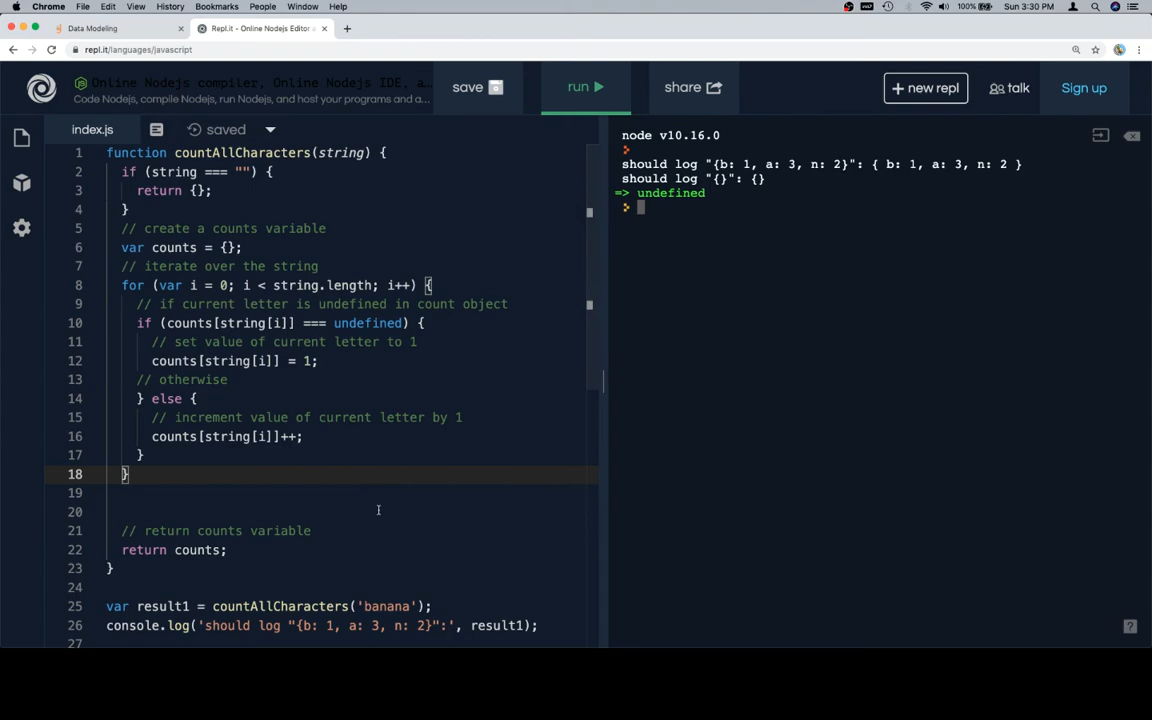 Chrome File Edit View History Bookmarks People Window Help 100% Sun 3:30 PM
Data Modeling Repl.it - Online Nodejs Editor
repl.it/languages/javascript
Online Nodejs compiler, Online Nodejs IDE, a...
Code Nodejs, compile Nodejs, run Nodejs, and host your programs and a...
save run share + new repl talk Sign up
index.js saved
1 function countAllCharacters(string) {
2 if (string === "") {
3 return {};
4 }
5 // create a counts variable
6 var counts = {};
7 // iterate over the string
8 for (var i = 0; i < string.length; i++) {
9 // if current letter is undefined in count object
10 if (counts[string[i]] === undefined) {
11 // set value of current letter to 1
12 counts[string[i]] = 1;
13 // otherwise
14 } else {
15 // increment value of current letter by 1
16 counts[string[i]]++;
17 }
18 }
19
20
21 // return counts variable
22 return counts;
23 }
24
25 var result1 = countAllCharacters('banana');
26 console.log('should log "{b: 1, a: 3, n: 2}":', result1);
27
node v10.16.0
should log "{b: 1, a: 3, n: 2}": { b: 1, a: 3, n: 2 }
should log "{}": {}
=> undefined
?